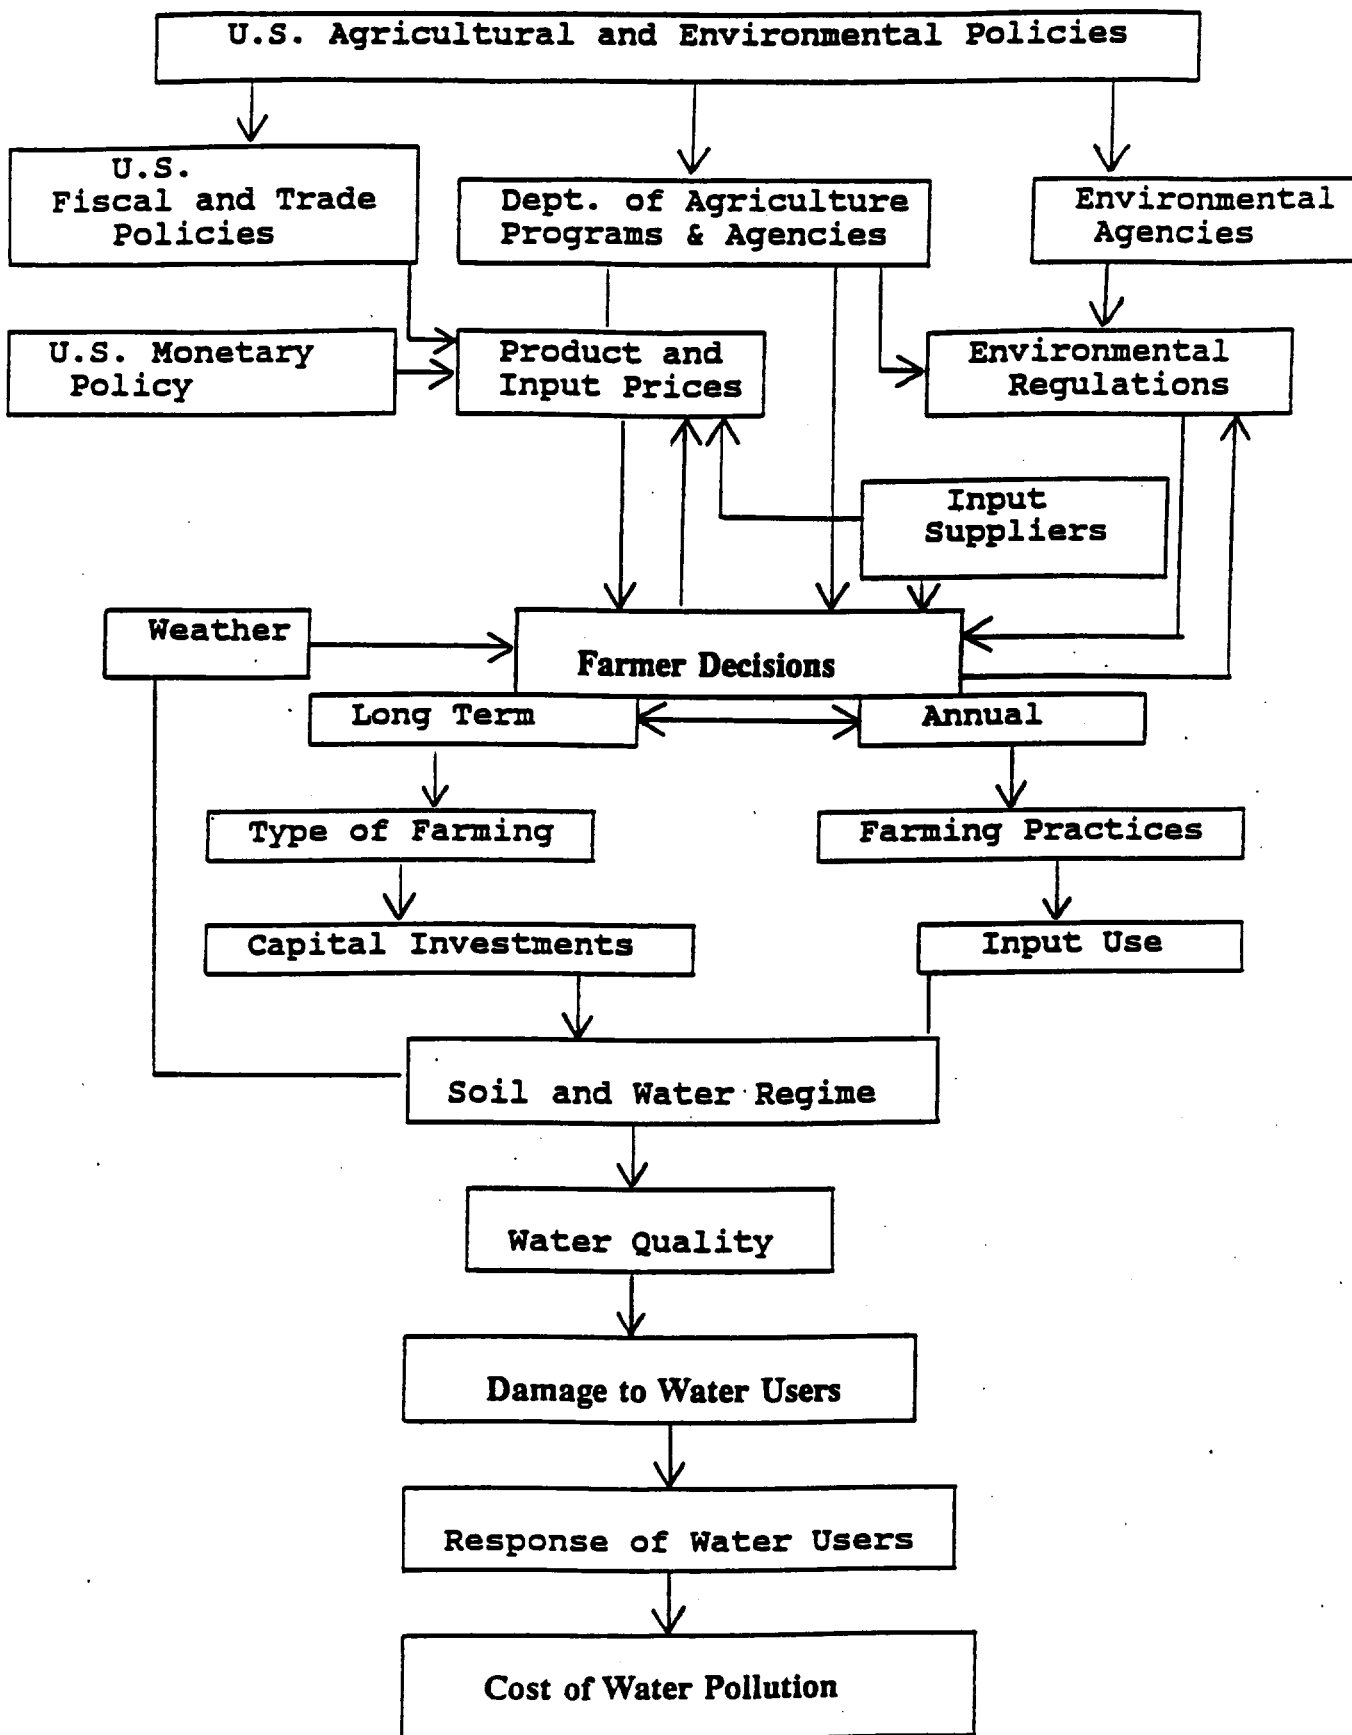 U.S. Agricultural and Environmental Policies
U.S.
Fiscal and Trade
Policies
Dept. of Agriculture
Programs & Agencies
Environmental
Agencies
U.S. Monetary
Policy
Product and
Input Prices
Environmental
Regulations
Input
Suppliers
Weather
Farmer Decisions
Long Term
Annual
Type of Farming
Farming Practices
Capital Investments
Input Use
Soil and Water Regime
Water Quality
Damage to Water Users
Response of Water Users
Cost of Water Pollution